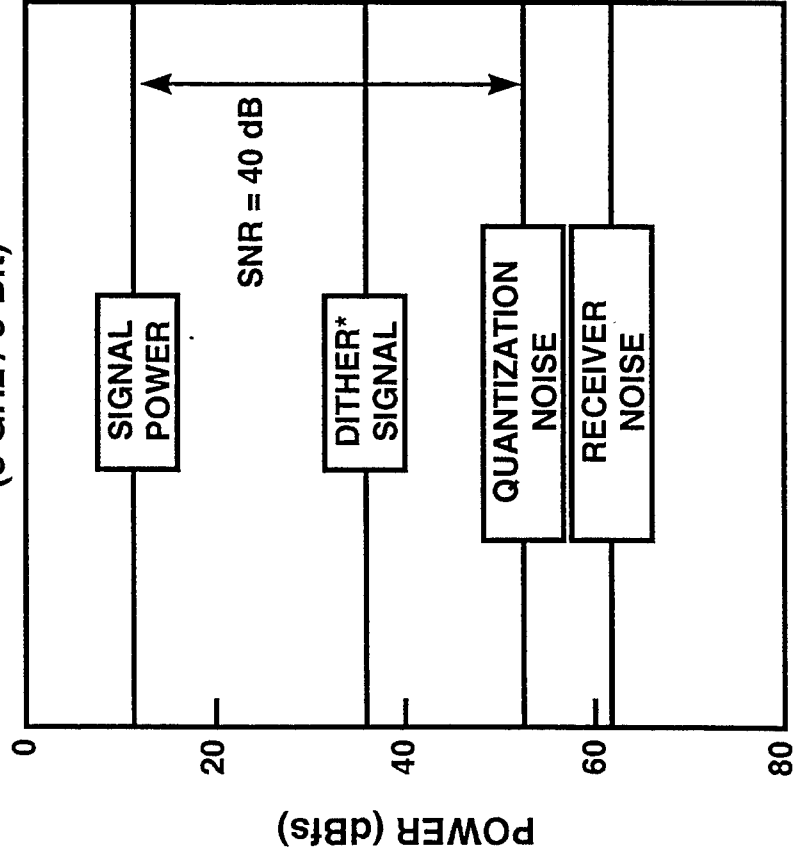 SIGNAL
POWER
SNR = 40 dB
DITHER*
SIGNAL
QUANTIZATION
NOISE
RECEIVER
NOISE
0
20
40
60
80
POWER (dBfs)